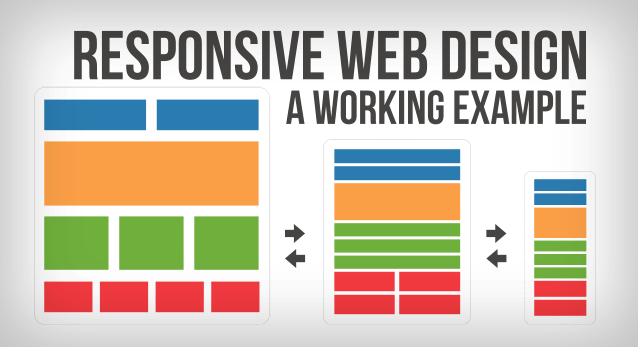 RESPONSIVE WEB DESIGN
A WORKING EXAMPLE